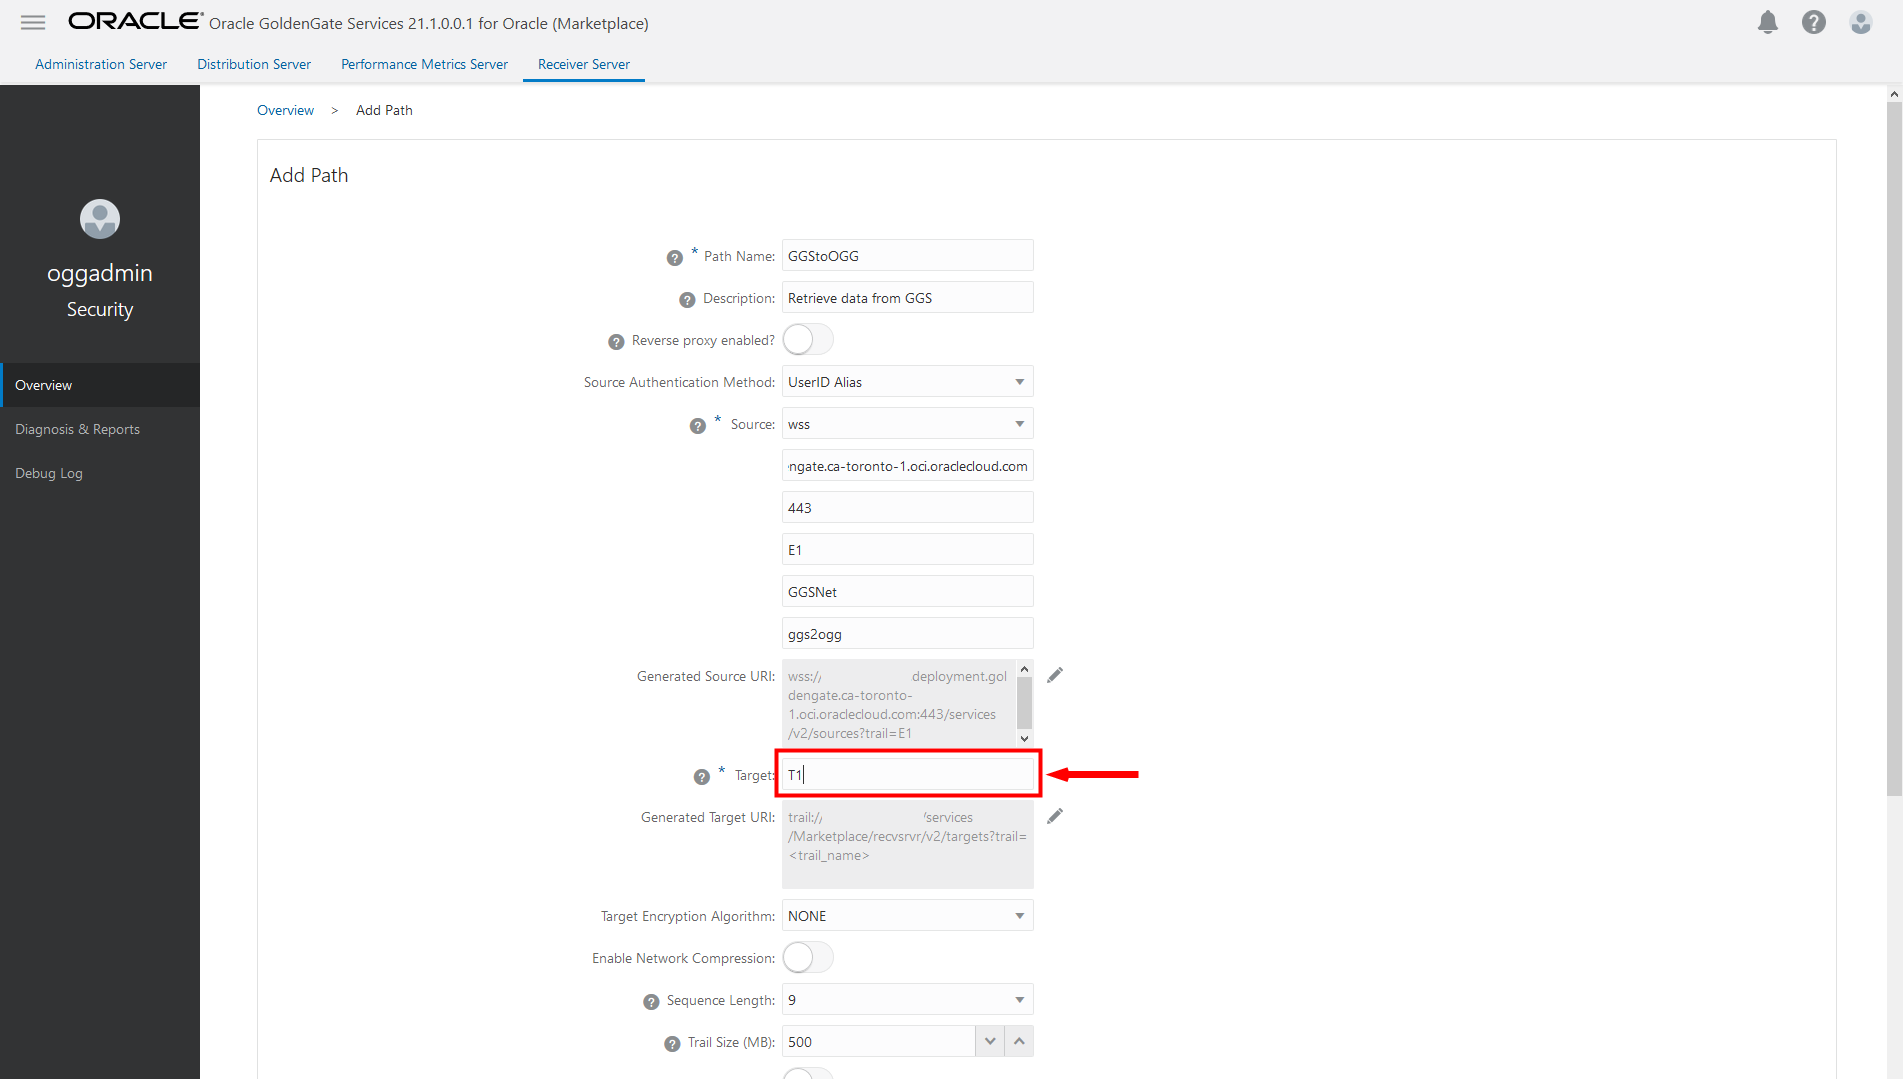 ORACLE Oracle GoldenGate Services 21.1.0.0.1 for Oracle (Marketplace)
Administration Server Distribution Server Performance Metrics Server Receiver Server
Overview > Add Path
Add Path
oggadmin
Security
Overview
Diagnosis & Reports
Debug Log
? * Path Name: GGStoOGG
? Description: Retrieve data from GGS
? Reverse proxy enabled?
Source Authentication Method: UserID Alias
? * Source: wss
ngate.ca-toronto-1.oci.oraclecloud.com
443
E1
GGSNet
ggs2ogg
Generated Source URI: wss:// .deployment.gol
dengate.ca-toronto-
1.oci.oraclecloud.com:443/services
/v2/sources?trail=E1
? * Target: T1
Generated Target URI: trail:// /services
/Marketplace/recvsrvr/v2/targets?trail=
<trail_name>
Target Encryption Algorithm: NONE
Enable Network Compression:
? Sequence Length: 9
? Trail Size (MB): 500